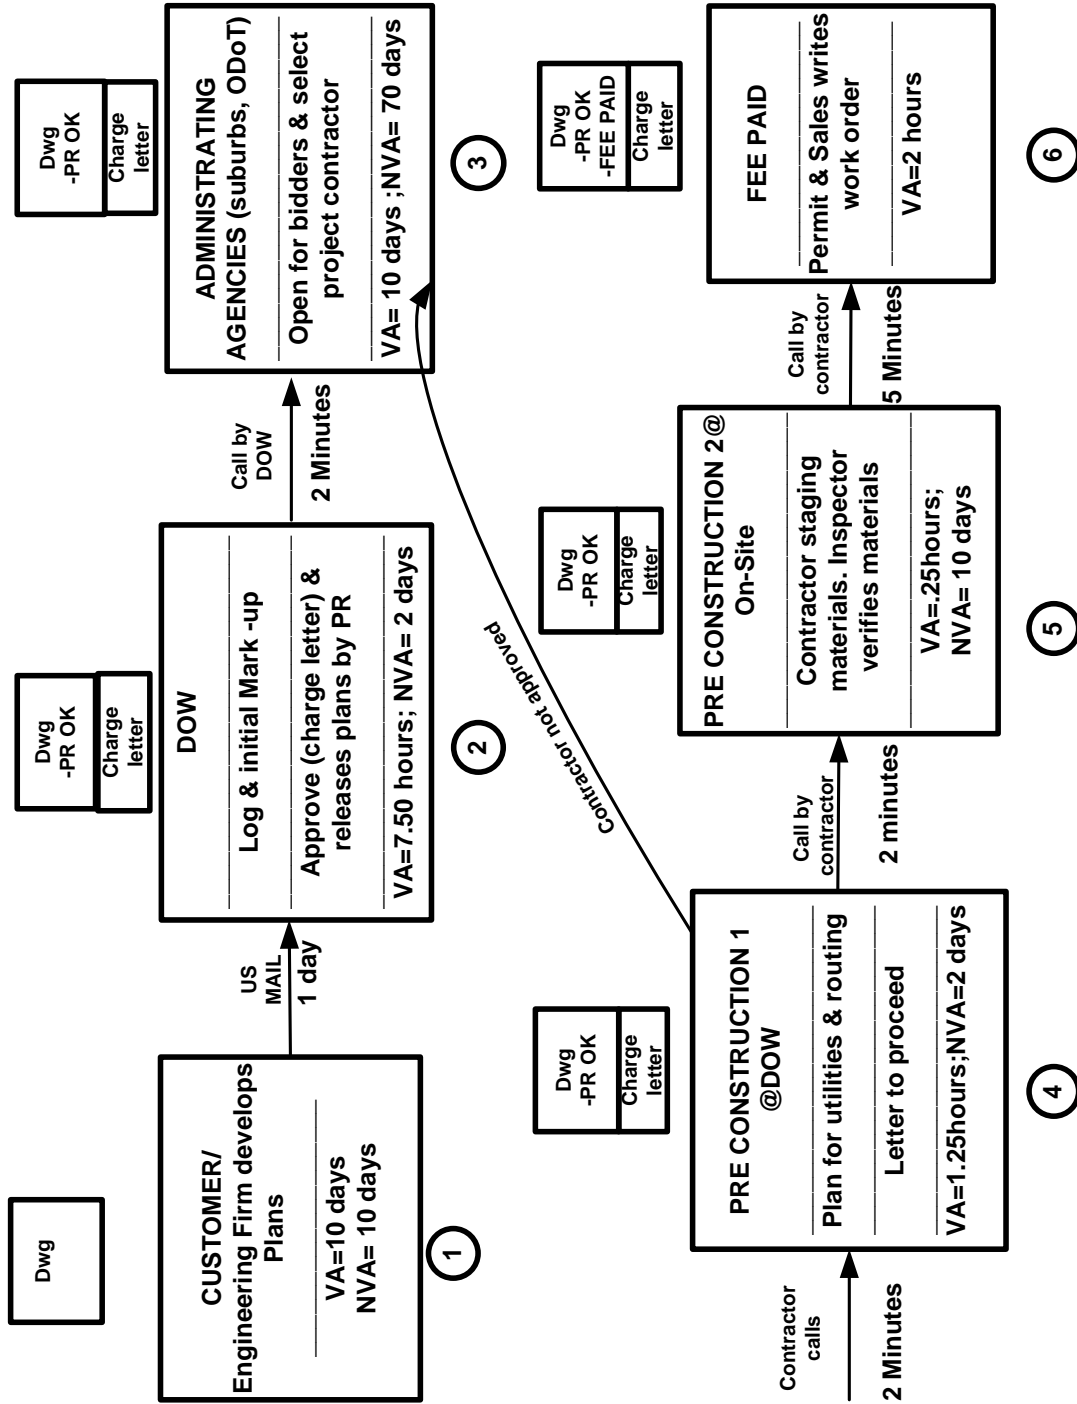 Dwg
CUSTOMER/
Engineering Firm develops
Plans
VA=10 days
NVA= 10 days
1
US
MAIL
1 day
Dwg
-PR OK
Charge
letter
DOW
Log & initial Mark -up
Approve (charge letter) &
releases plans by PR
VA=7.50 hours; NVA= 2 days
2
Call by
DOW
2 Minutes
Dwg
-PR OK
Charge
letter
ADMINISTRATING
AGENCIES (suburbs, ODoT)
Open for bidders & select
project contractor
VA= 10 days ;NVA= 70 days
3
Contractor not approved
Contractor
calls
2 Minutes
Dwg
-PR OK
Charge
letter
PRE CONSTRUCTION 1
@DOW
Plan for utilities & routing
Letter to proceed
VA=1.25hours;NVA=2 days
4
Call by
contractor
2 minutes
Dwg
-PR OK
Charge
letter
PRE CONSTRUCTION 2@
On-Site
Contractor staging
materials. Inspector
verifies materials
VA=.25hours;
NVA= 10 days
5
Call by
contractor
5 Minutes
Dwg
-PR OK
-FEE PAID
Charge
letter
FEE PAID
Permit & Sales writes
work order
VA=2 hours
6